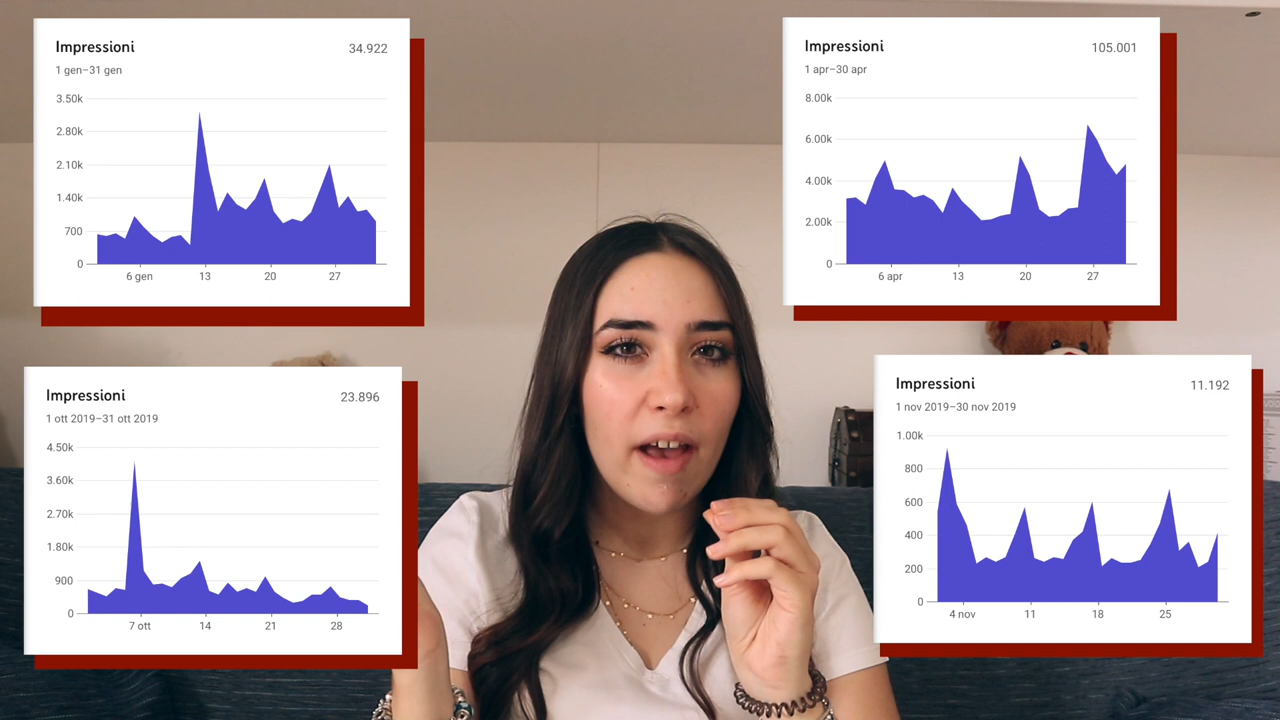 Impressioni
34.922
1 gen–31 gen
3.50k
2.80k
2.10k
1.40k
700
0
6 gen
13
20
27
Impressioni
105.001
1 apr–30 apr
8.00k
6.00k
4.00k
2.00k
0
6 apr
13
20
27
Impressioni
23.896
1 ott 2019–31 ott 2019
4.50k
3.60k
2.70k
1.80k
900
0
7 ott
14
21
28
Impressioni
11.192
1 nov 2019–30 nov 2019
1.00k
800
600
400
200
0
4 nov
11
18
25